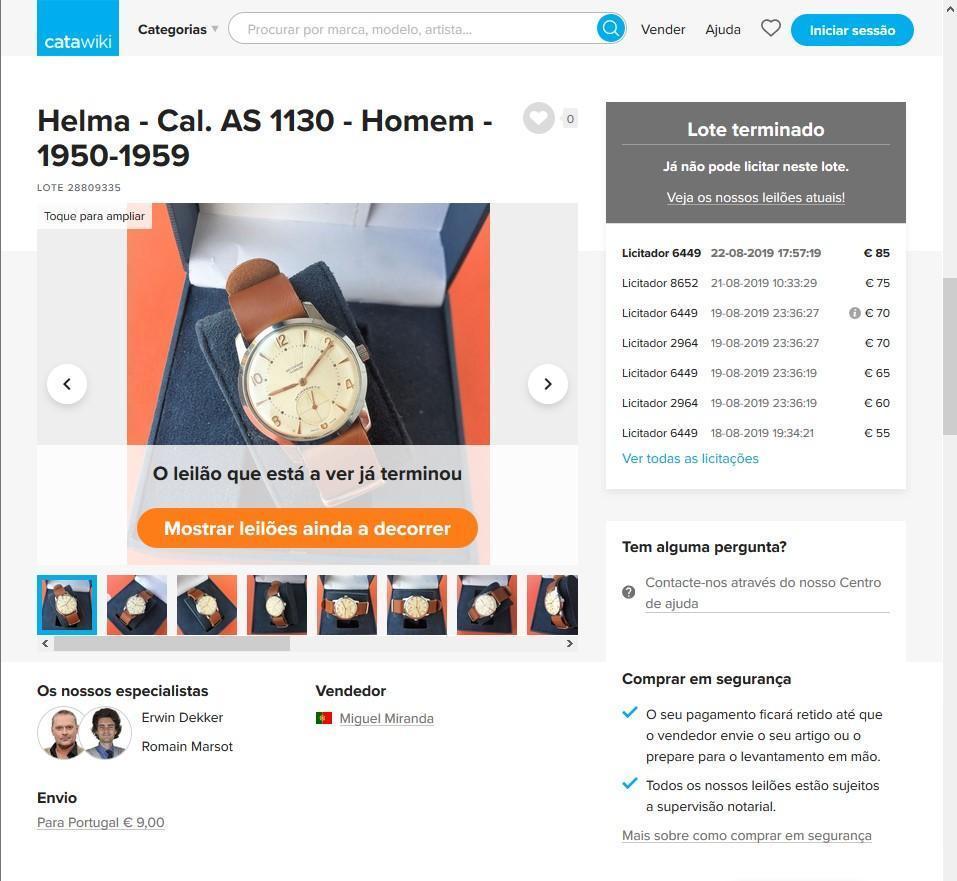 catawiki
Categorias
Procurar por marca, modelo, artista...
Vender
Ajuda
Iniciar sessão
Helma - Cal. AS 1130 - Homem -
1950-1959
0
LOTE 28809335
Toque para ampliar
O leilão que está a ver já terminou
Mostrar leilões ainda a decorrer
Lote terminado
Já não pode licitar neste lote.
Veja os nossos leilões atuais!
Licitador 6449 22-08-2019 17:57:19 € 85
Licitador 8652 21-08-2019 10:33:29 € 75
Licitador 6449 19-08-2019 23:36:27 € 70
Licitador 2964 19-08-2019 23:36:27 € 70
Licitador 6449 19-08-2019 23:36:19 € 65
Licitador 2964 19-08-2019 23:36:19 € 60
Licitador 6449 18-08-2019 19:34:21 € 55
Ver todas as licitações
Tem alguma pergunta?
Contacte-nos através do nosso Centro
de ajuda
Os nossos especialistas
Erwin Dekker
Romain Marsot
Vendedor
Miguel Miranda
Envio
Para Portugal € 9,00
Comprar em segurança
O seu pagamento ficará retido até que
o vendedor envie o seu artigo ou o
prepare para o levantamento em mão.
Todos os nossos leilões estão sujeitos
a supervisão notarial.
Mais sobre como comprar em segurança